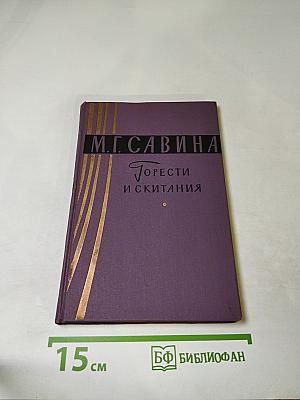 М.Г. САВИНА
ГОРЕСТИ
И СКИТАНИЯ
15 см
БФ БИБЛИОФАН